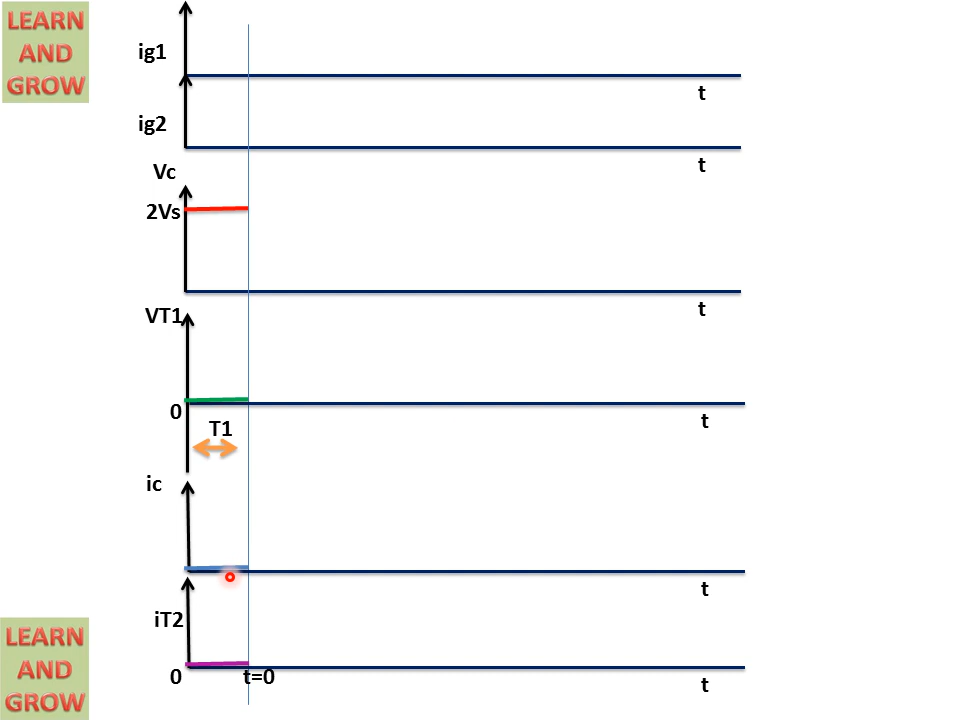 LEARN
AND
GROW
ig1
t
ig2
t
Vc
2Vs
t
VT1
0
t
T1
ic
t
iT2
0
t=0
t
LEARN
AND
GROW